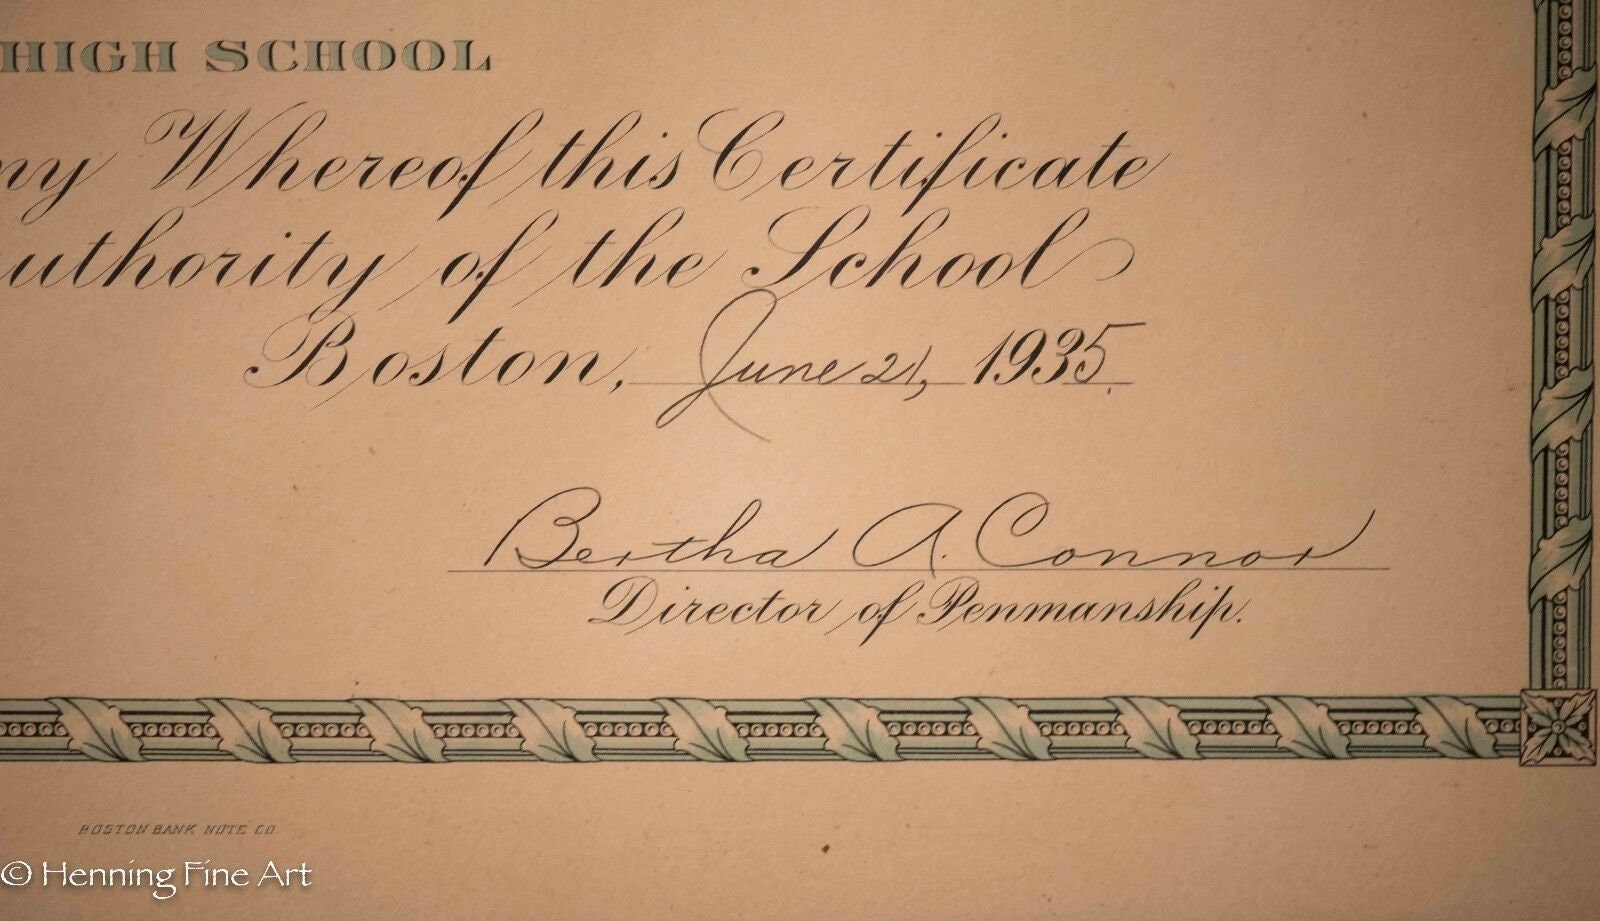 HIGH SCHOOL
ny Whereof this Certificate
uthority of the School
Boston, June 21, 1935.
Bertha A. Connor
Director of Penmanship.
BOSTON BANK NOTE CO
© Henning Fine Art